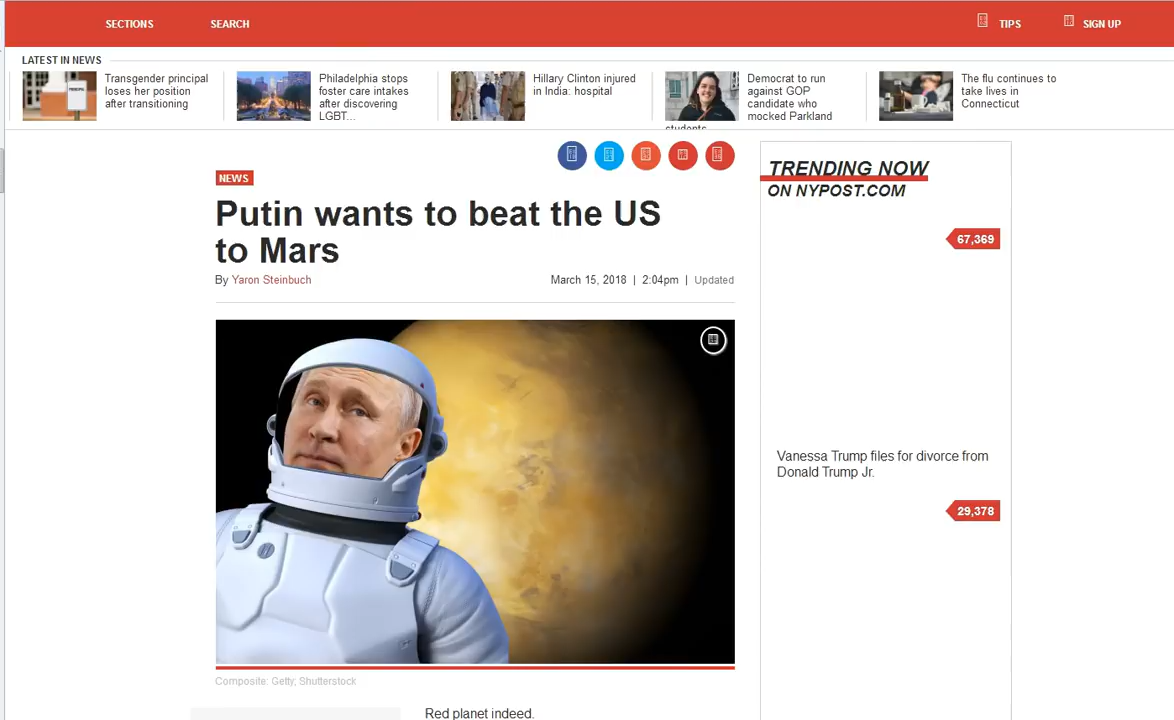 SECTIONS
SEARCH
TIPS
SIGN UP
LATEST IN NEWS
Transgender principal
loses her position
after transitioning
Philadelphia stops
foster care intakes
after discovering
LGBT...
Hillary Clinton injured
in India: hospital
Democrat to run
against GOP
candidate who
mocked Parkland
students
The flu continues to
take lives in
Connecticut
NEWS
Putin wants to beat the US
to Mars
By Yaron Steinbuch
March 15, 2018 | 2:04pm | Updated
Composite: Getty; Shutterstock
Red planet indeed.
TRENDING NOW
ON NYPOST.COM
67,369
Vanessa Trump files for divorce from
Donald Trump Jr.
29,378